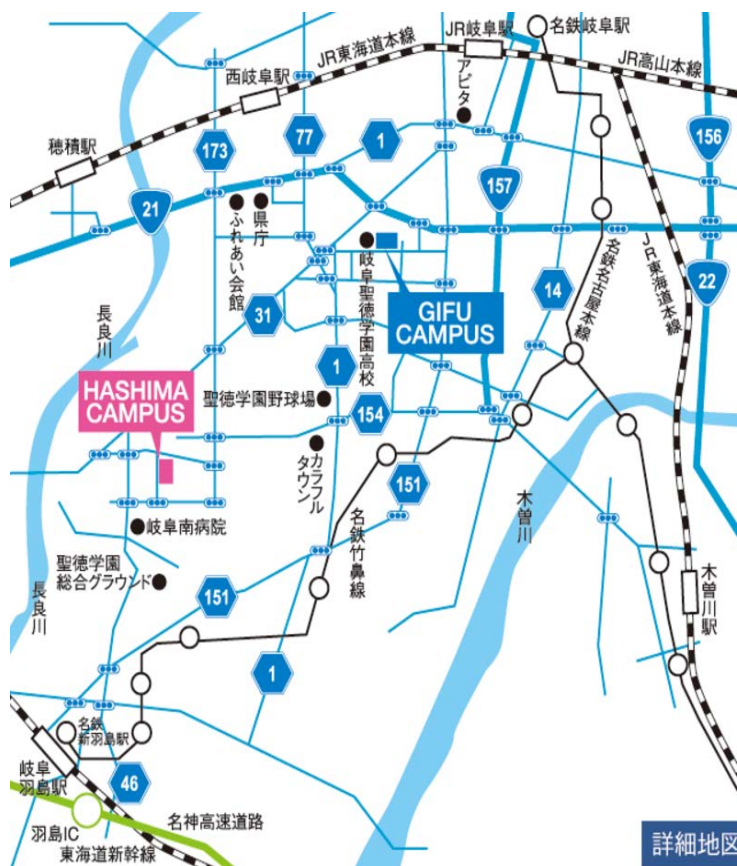 JR岐阜駅
名鉄岐阜駅
JR東海道本線
JR高山本線
アピタ
西岐阜駅
穂積駅
173
77
1
156
157
21
県庁
ふれあい会館
岐阜聖徳学園高校
GIFU
CAMPUS
名鉄名古屋本線
JR東海道本線
22
14
31
長良川
1
HASHIMA
CAMPUS
聖徳学園野球場
154
カラフル
タウン
151
木曽川
岐阜南病院
名鉄竹鼻線
聖徳学園
総合グラウンド
長良川
151
木曽川駅
1
名鉄
新羽島駅
岐阜
羽島駅
46
羽島IC
名神高速道路
東海道新幹線
詳細地図